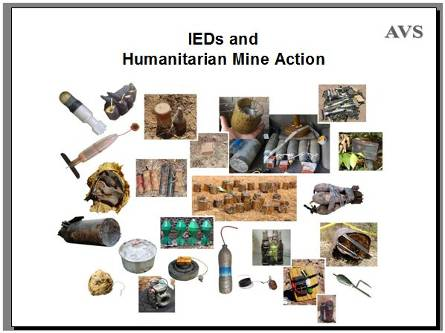 AVS
IEDs and
Humanitarian Mine Action